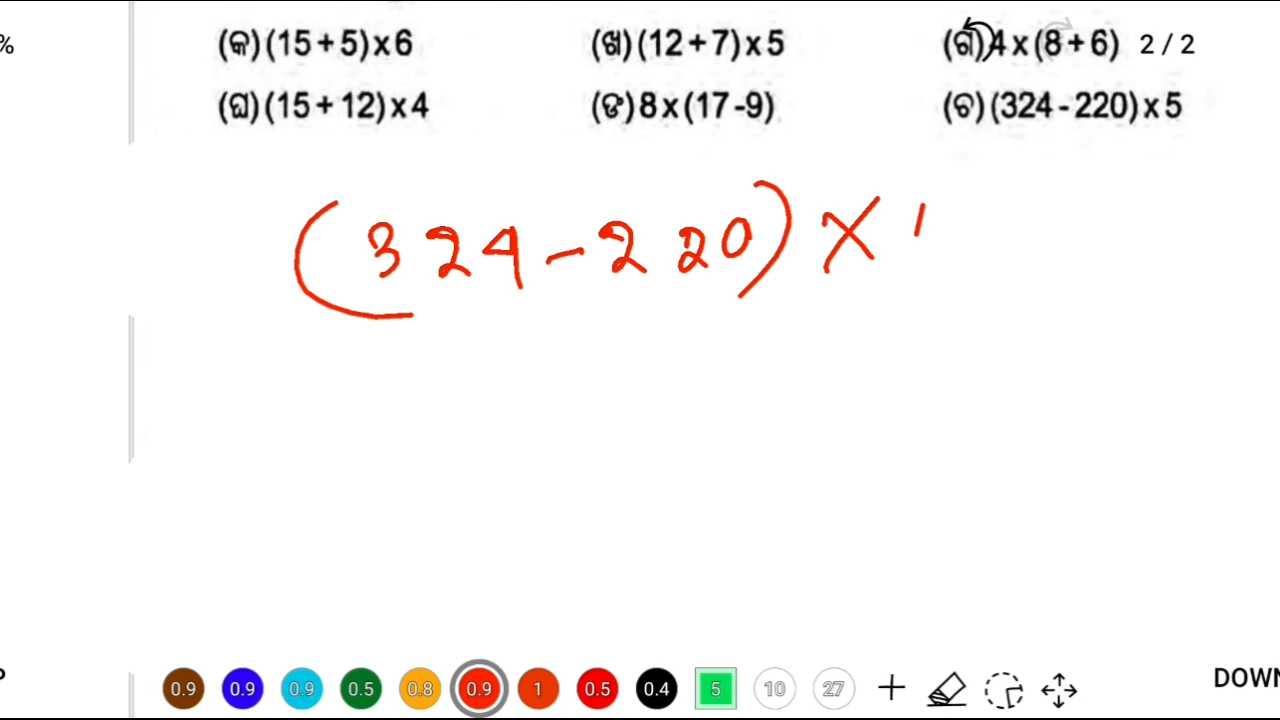 %
(କ) (15 + 5) x 6 (ଖ) (12 + 7) x 5 (ଗ) 4 x (8 + 6) 2 / 2
(ଘ) (15 + 12) x 4 (ଙ) 8 x (17 - 9) (ଚ) (324 - 220) x 5
(324 - 220) X
0.9 0.9 0.9 0.5 0.8 0.9 1 0.5 0.4 5 10 27 + DOWN